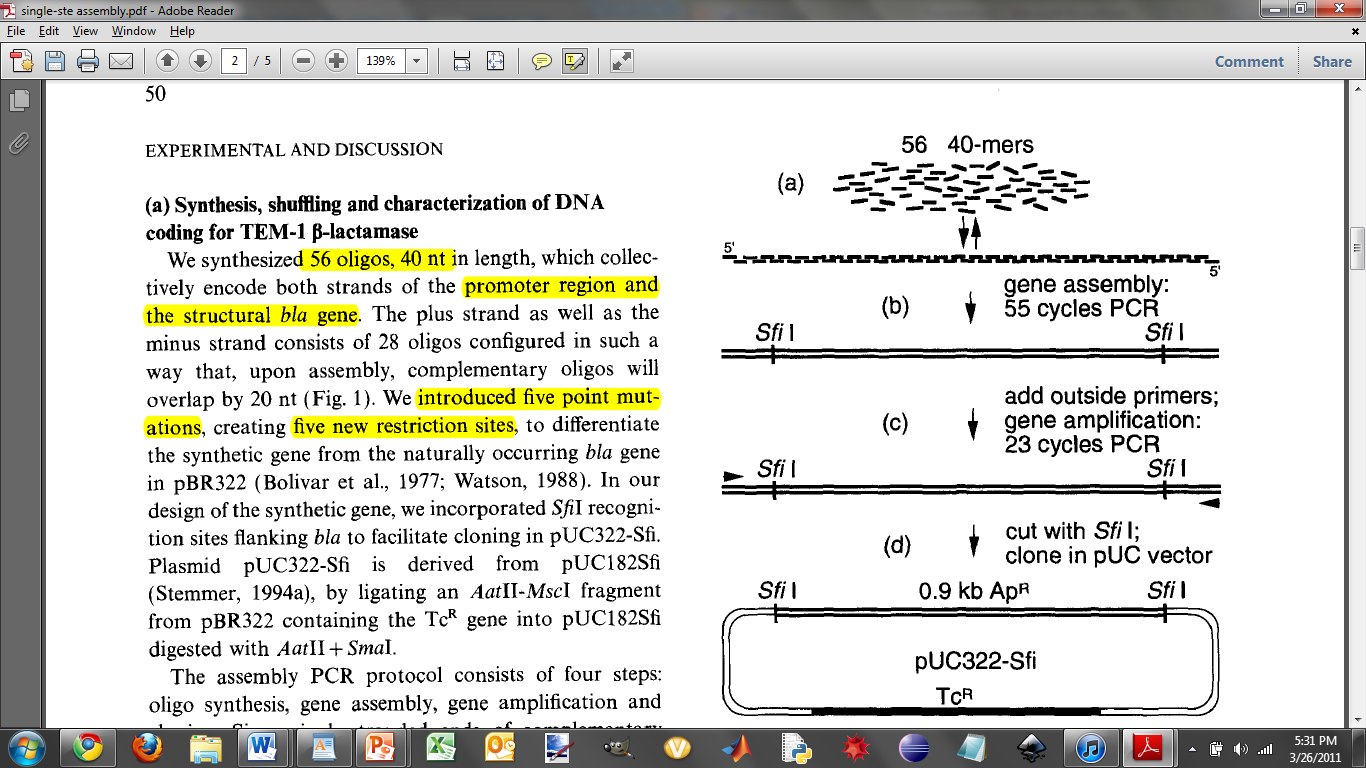 single-ste assembly.pdf - Adobe Reader
File Edit View Window Help
2 / 5 139% Comment Share
50
EXPERIMENTAL AND DISCUSSION
(a) Synthesis, shuffling and characterization of DNA
coding for TEM-1 β-lactamase
We synthesized 56 oligos, 40 nt in length, which collec-
tively encode both strands of the promoter region and
the structural bla gene. The plus strand as well as the
minus strand consists of 28 oligos configured in such a
way that, upon assembly, complementary oligos will
overlap by 20 nt (Fig. 1). We introduced five point mut-
ations, creating five new restriction sites, to differentiate
the synthetic gene from the naturally occurring bla gene
in pBR322 (Bolivar et al., 1977; Watson, 1988). In our
design of the synthetic gene, we incorporated SfiI recogni-
tion sites flanking bla to facilitate cloning in pUC322-Sfi.
Plasmid pUC322-Sfi is derived from pUC182Sfi
(Stemmer, 1994a), by ligating an AatII-MscI fragment
from pBR322 containing the Tcᴿ gene into pUC182Sfi
digested with AatII + SmaI.
The assembly PCR protocol consists of four steps:
oligo synthesis, gene assembly, gene amplification and
56 40-mers
(a)
5'
5'
(b)
gene assembly:
55 cycles PCR
Sfi I Sfi I
(c)
add outside primers;
gene amplification:
23 cycles PCR
Sfi I Sfi I
(d)
cut with Sfi I;
clone in pUC vector
Sfi I 0.9 kb Apᴿ Sfi I
pUC322-Sfi
Tcᴿ
5:31 PM
3/26/2011